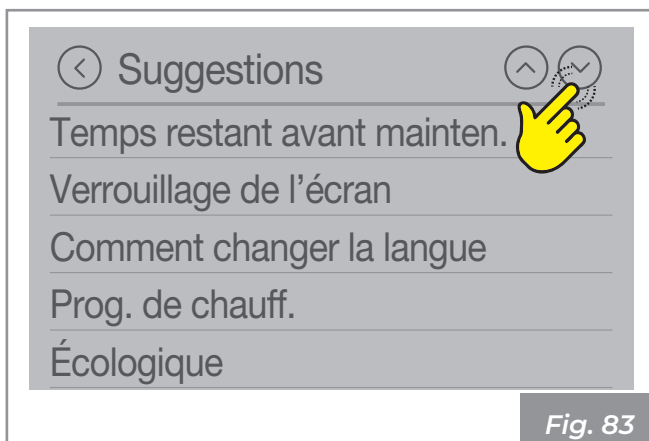 Suggestions
Temps restant avant mainten.
Verrouillage de l’écran
Comment changer la langue
Prog. de chauff.
Écologique
Fig. 83